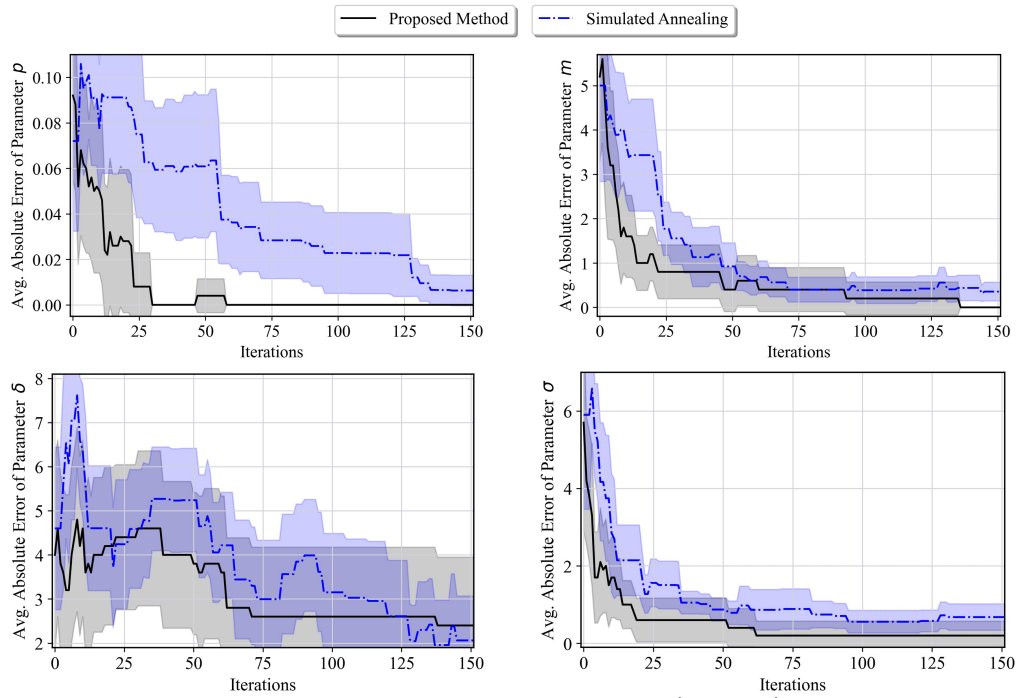 Proposed Method Simulated Annealing
Avg. Absolute Error of Parameter p
0.10
0.08
0.06
0.04
0.02
0.00
0 25 50 75 100 125 150
Iterations
Avg. Absolute Error of Parameter m
5
4
3
2
1
0
0 25 50 75 100 125 150
Iterations
Avg. Absolute Error of Parameter δ
8
7
6
5
4
3
2
0 25 50 75 100 125 150
Iterations
Avg. Absolute Error of Parameter σ
6
4
2
0
0 25 50 75 100 125 150
Iterations